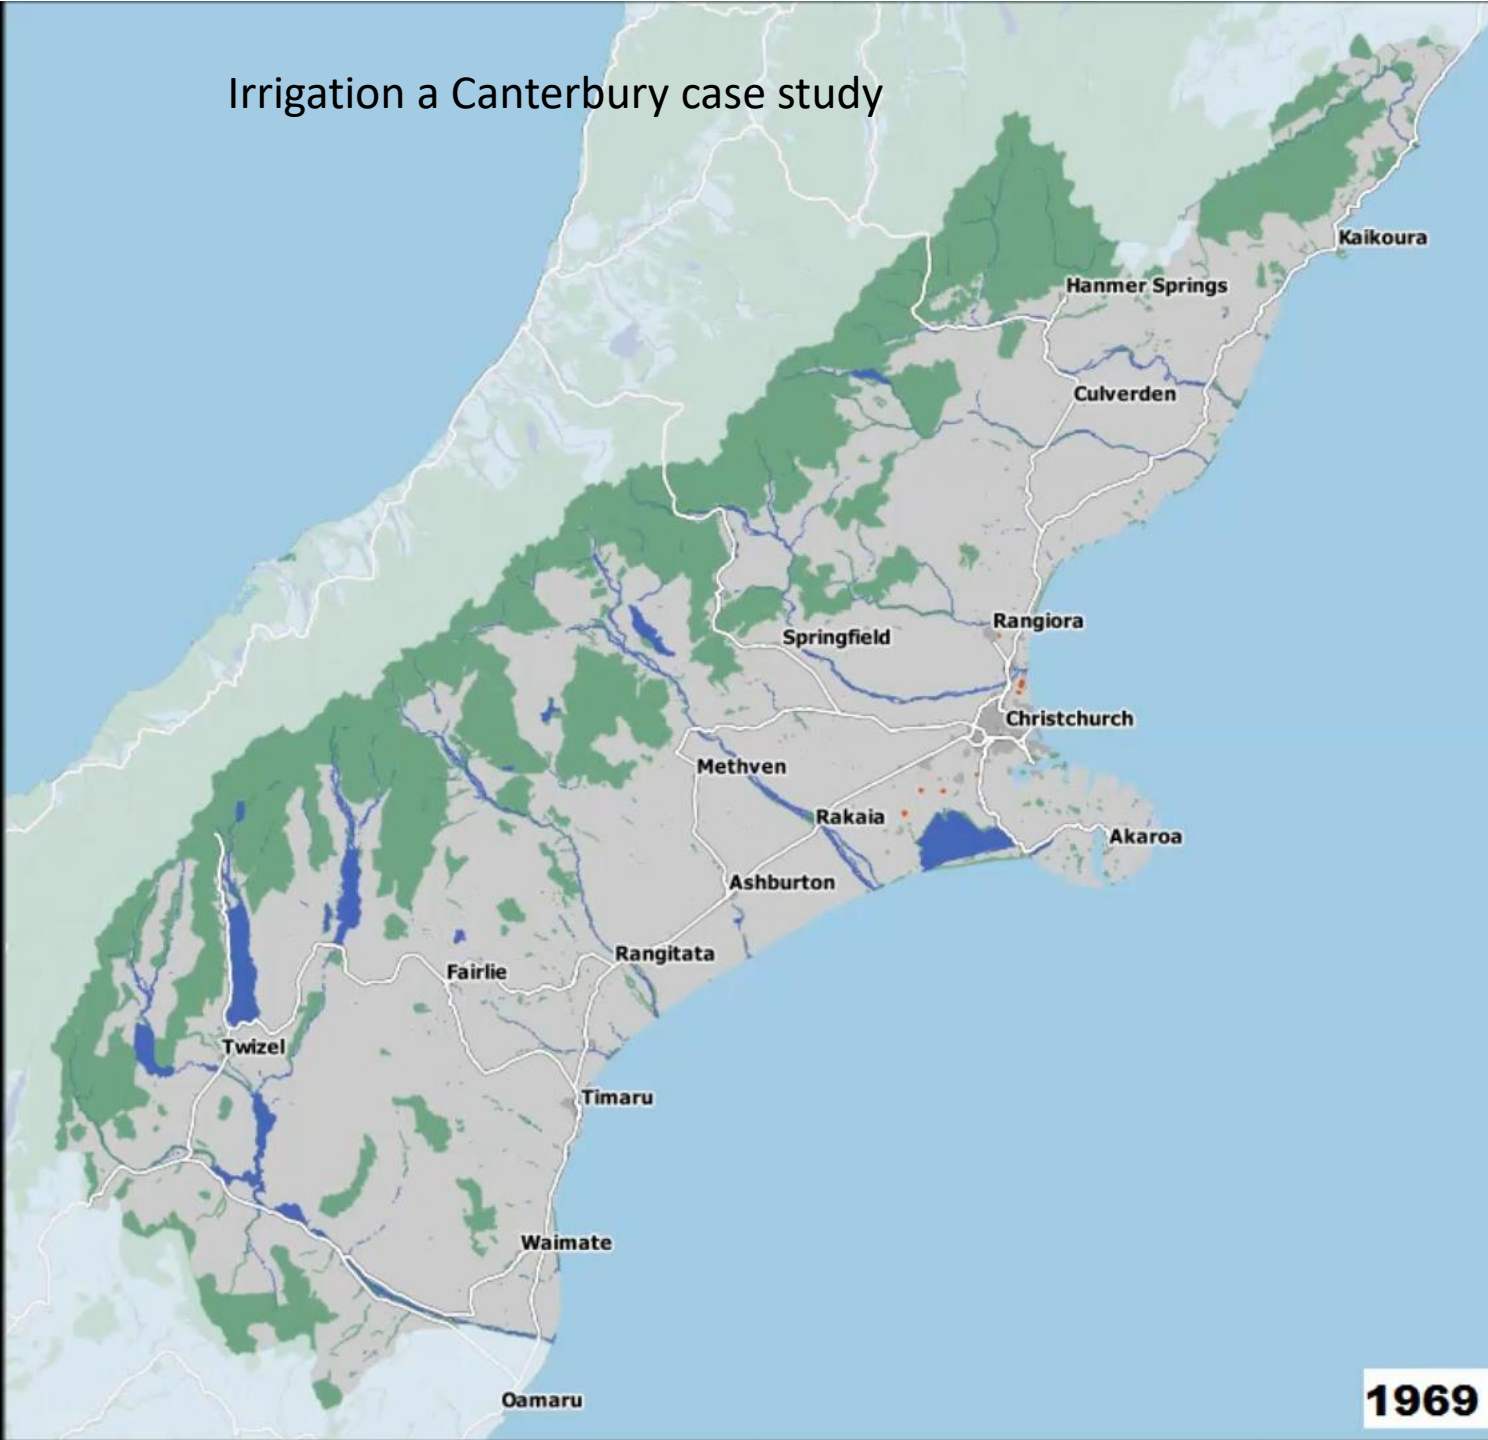 Irrigation a Canterbury case study
Kaikoura
Hanmer Springs
Culverden
Rangiora
Springfield
Christchurch
Methven
Rakaia
Akaroa
Ashburton
Rangitata
Fairlie
Twizel
Timaru
Waimate
Oamaru
1969